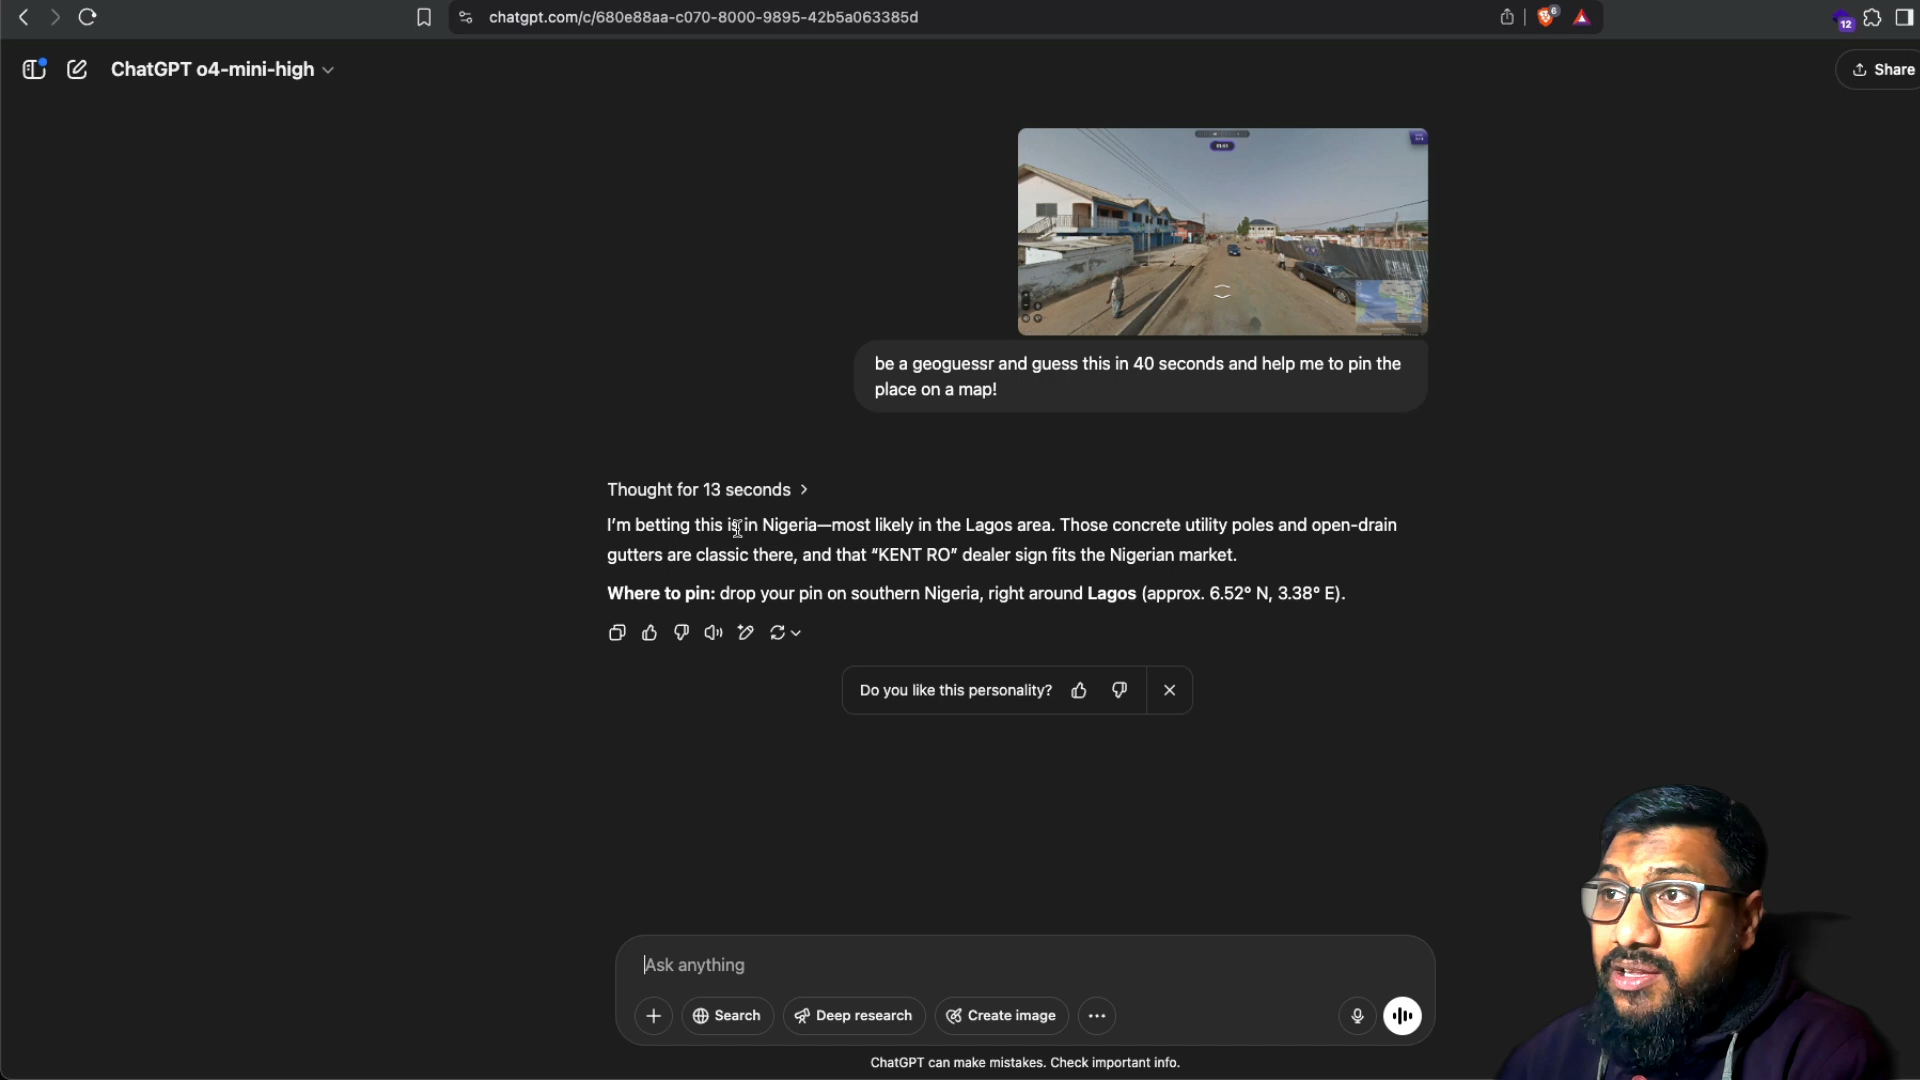 chatgpt.com/c/680e88aa-c070-8000-9895-42b5a063385d
6
12
ChatGPT o4-mini-high
Share
be a geoguessr and guess this in 40 seconds and help me to pin the
place on a map!
Thought for 13 seconds
I'm betting this is in Nigeria—most likely in the Lagos area. Those concrete utility poles and open-drain
gutters are classic there, and that “KENT RO” dealer sign fits the Nigerian market.
Where to pin: drop your pin on southern Nigeria, right around Lagos (approx. 6.52° N, 3.38° E).
Do you like this personality?
Ask anything
Search
Deep research
Create image
ChatGPT can make mistakes. Check important info.